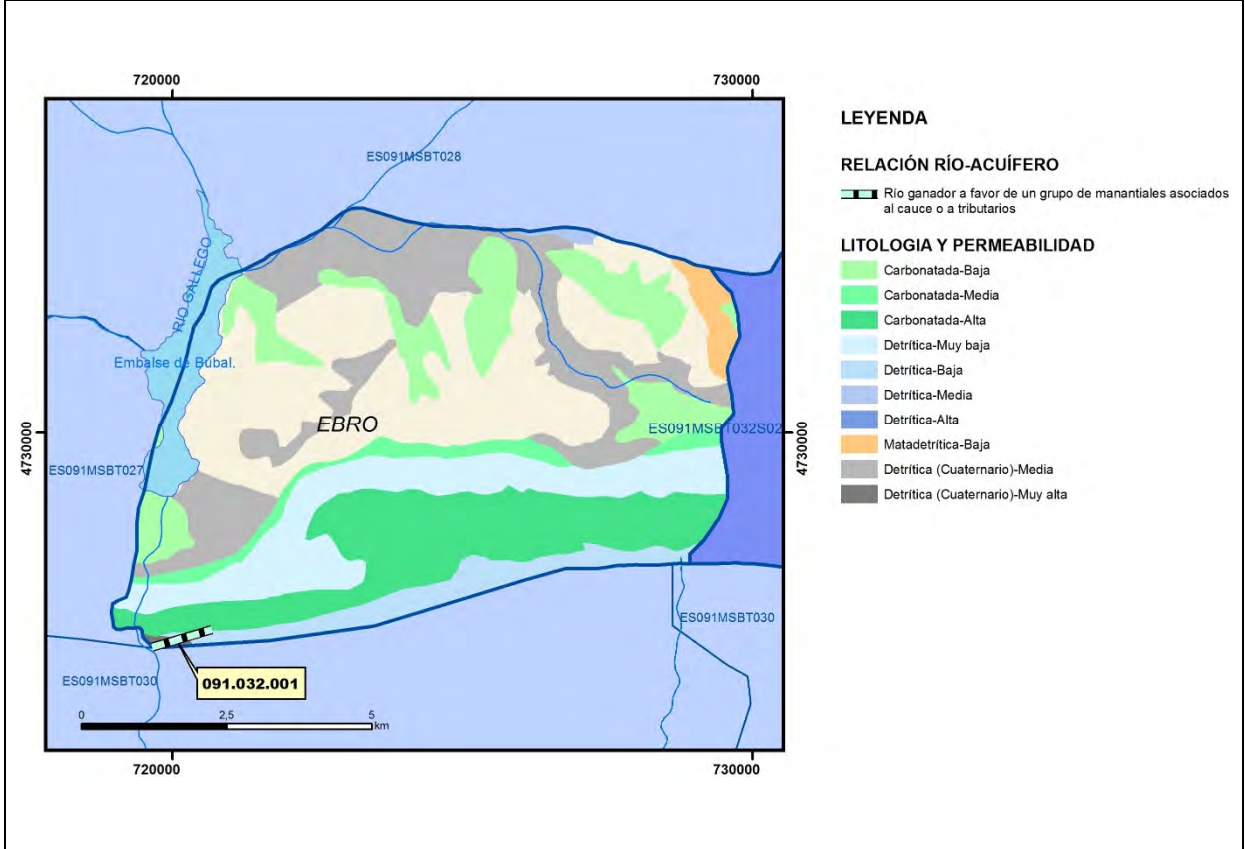 720000
730000
ES091MSBT028
RIO GALLEGO
Embalse de Búbal.
EBRO
ES091MSBT032S02
4730000
4730000
ES091MSBT027
ES091MSBT030
ES091MSBT030
091.032.001
0
2,5
5
km
720000
730000
LEYENDA
RELACIÓN RÍO-ACUÍFERO
Río ganador a favor de un grupo de manantiales asociados
al cauce o a tributarios
LITOLOGIA Y PERMEABILIDAD
Carbonatada-Baja
Carbonatada-Media
Carbonatada-Alta
Detrítica-Muy baja
Detrítica-Baja
Detrítica-Media
Detrítica-Alta
Matadetrítica-Baja
Detrítica (Cuaternario)-Media
Detrítica (Cuaternario)-Muy alta